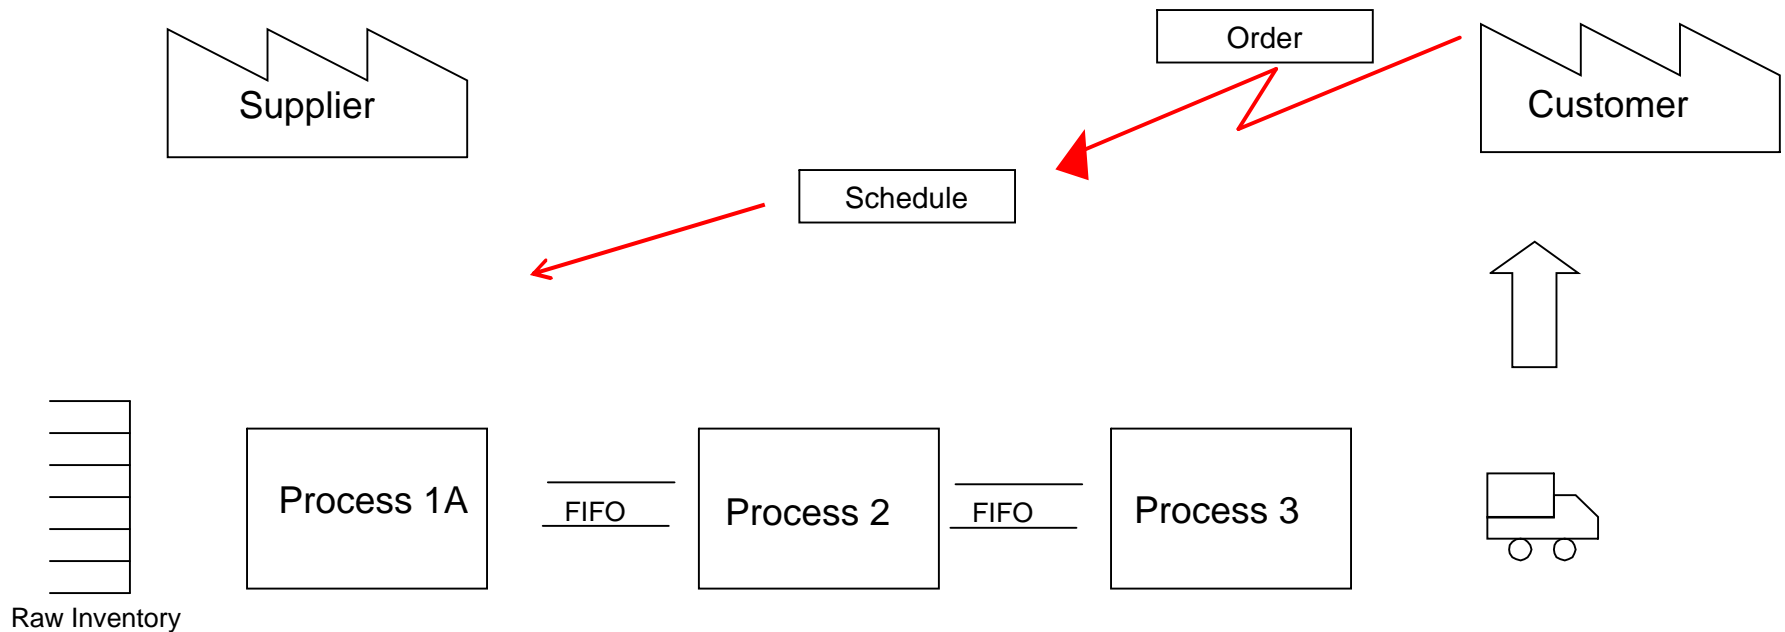 Order
Supplier
Customer
Schedule
Process 1A
FIFO
Process 2
FIFO
Process 3
Raw Inventory